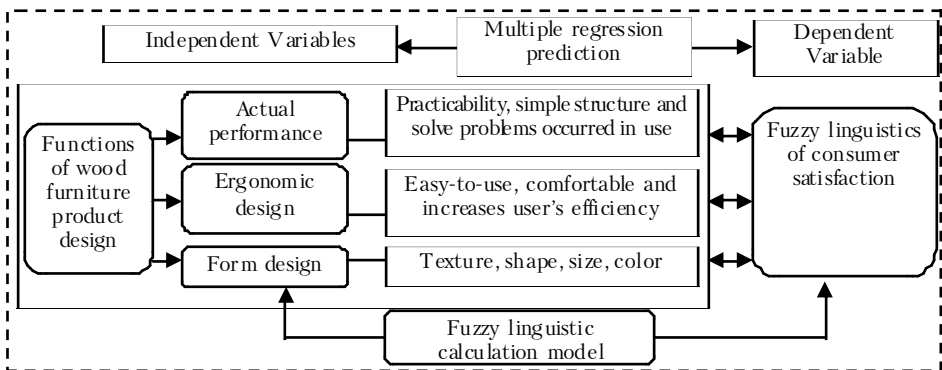 Independent Variables
Multiple regression
prediction
Dependent
Variable
Functions
of wood
furniture
product
design
Actual
performance
Practicability, simple structure and
solve problems occurred in use
Ergonomic
design
Easy-to-use, comfortable and
increases user's efficiency
Form design
Texture, shape, size, color
Fuzzy linguistics
of consumer
satisfaction
Fuzzy linguistic
calculation model